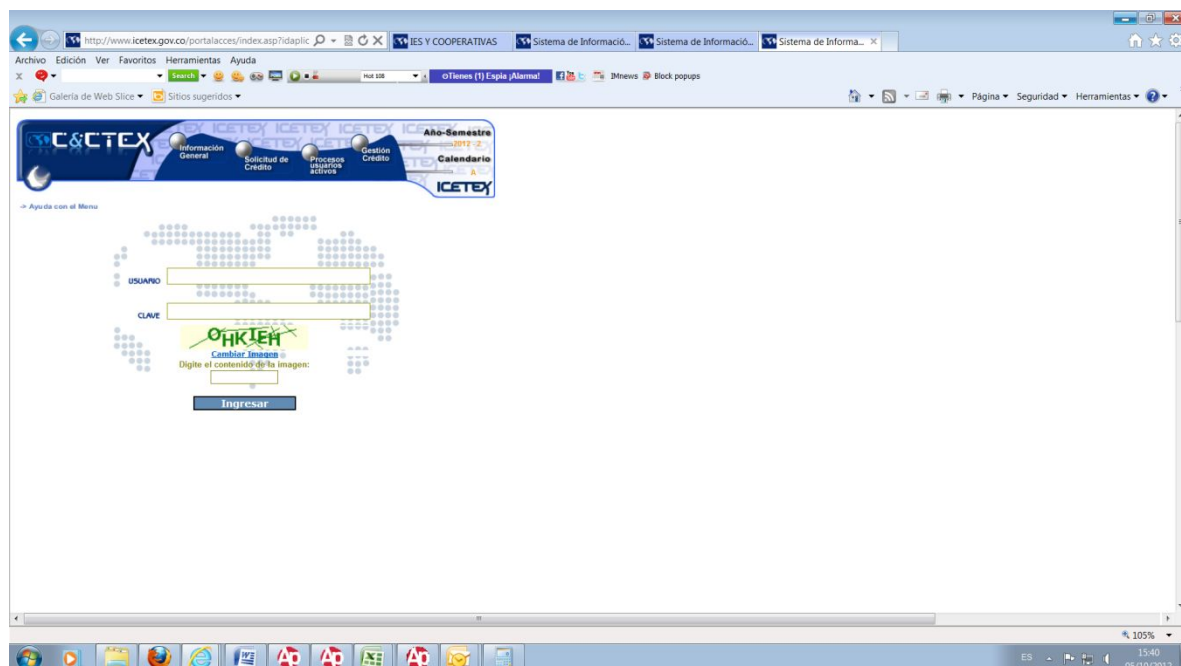 http://www.icetex.gov.co/portalacces/index.asp?idaplic
IES Y COOPERATIVAS
Sistema de Informació...
Sistema de Informació...
Sistema de Informa...
Archivo Edición Ver Favoritos Herramientas Ayuda
X Search Hot 108 Tienes (1) Espia ¡Alarma! IMnews Block popups
Galería de Web Slice Sitios sugeridos Página Seguridad Herramientas
C&CTEX
Información General
Solicitud de Crédito
Procesos usuarios activos
Gestión Crédito
Año-Semestre
2012 -2
Calendario
A
ICETEX
-> Ayuda con el Menu
USUARIO
CLAVE
OHKIEH
Cambiar Imagen
Digite el contenido de la imagen:
Ingresar
105%
ES
15:40
05/10/2012